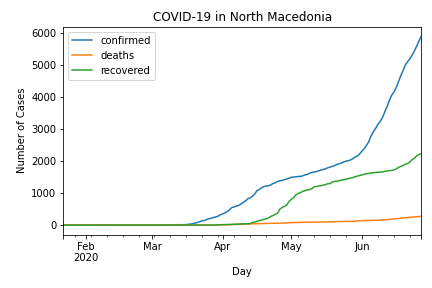 COVID-19 in North Macedonia
confirmed
deaths
recovered
Number of Cases
6000
5000
4000
3000
2000
1000
0
Feb
2020
Mar
Apr
May
Jun
Day